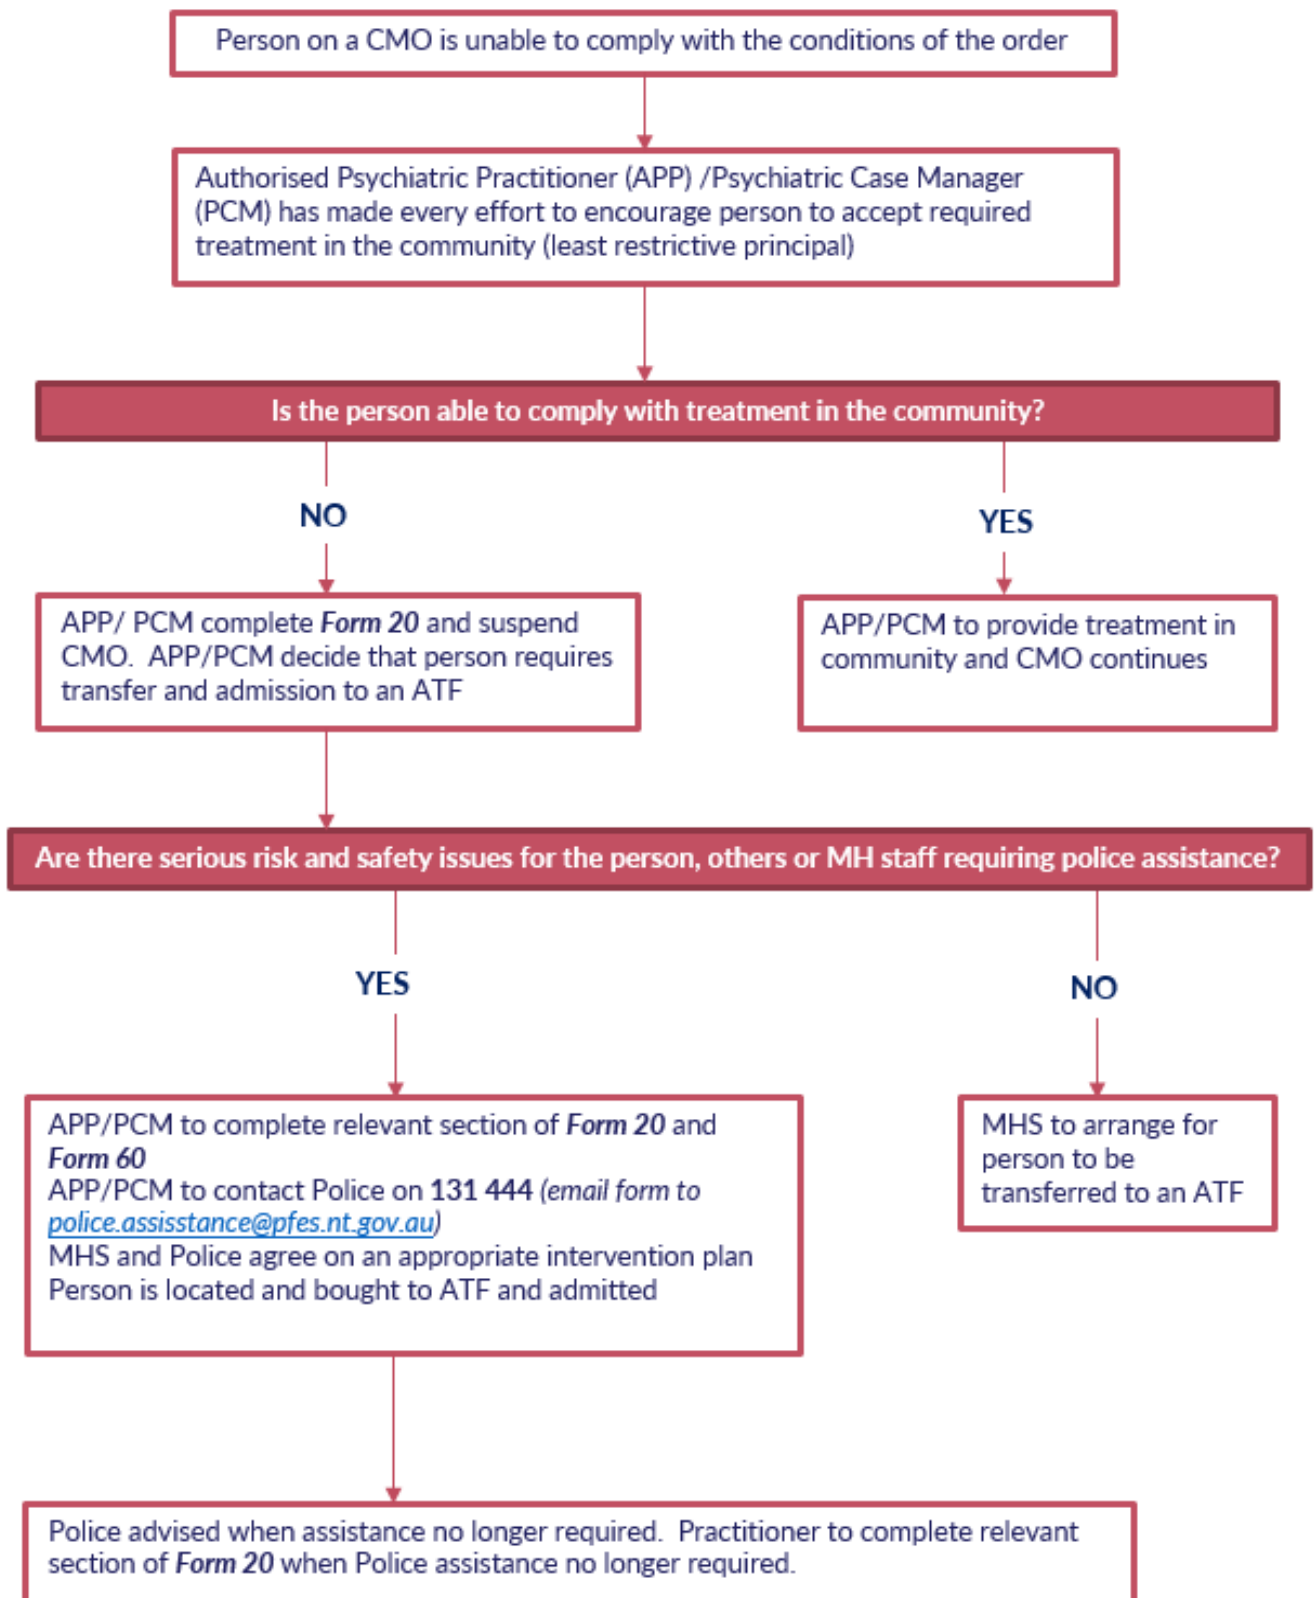 Person on a CMO is unable to comply with the conditions of the order
Authorised Psychiatric Practitioner (APP) /Psychiatric Case Manager
(PCM) has made every effort to encourage person to accept required
treatment in the community (least restrictive principal)
Is the person able to comply with treatment in the community?
NO
YES
APP/ PCM complete Form 20 and suspend
CMO. APP/PCM decide that person requires
transfer and admission to an ATF
APP/PCM to provide treatment in
community and CMO continues
Are there serious risk and safety issues for the person, others or MH staff requiring police assistance?
YES
NO
APP/PCM to complete relevant section of Form 20 and
Form 60
APP/PCM to contact Police on 131 444 (email form to
police.assisstance@pfes.nt.gov.au)
MHS and Police agree on an appropriate intervention plan
Person is located and bought to ATF and admitted
MHS to arrange for
person to be
transferred to an ATF
Police advised when assistance no longer required. Practitioner to complete relevant
section of Form 20 when Police assistance no longer required.